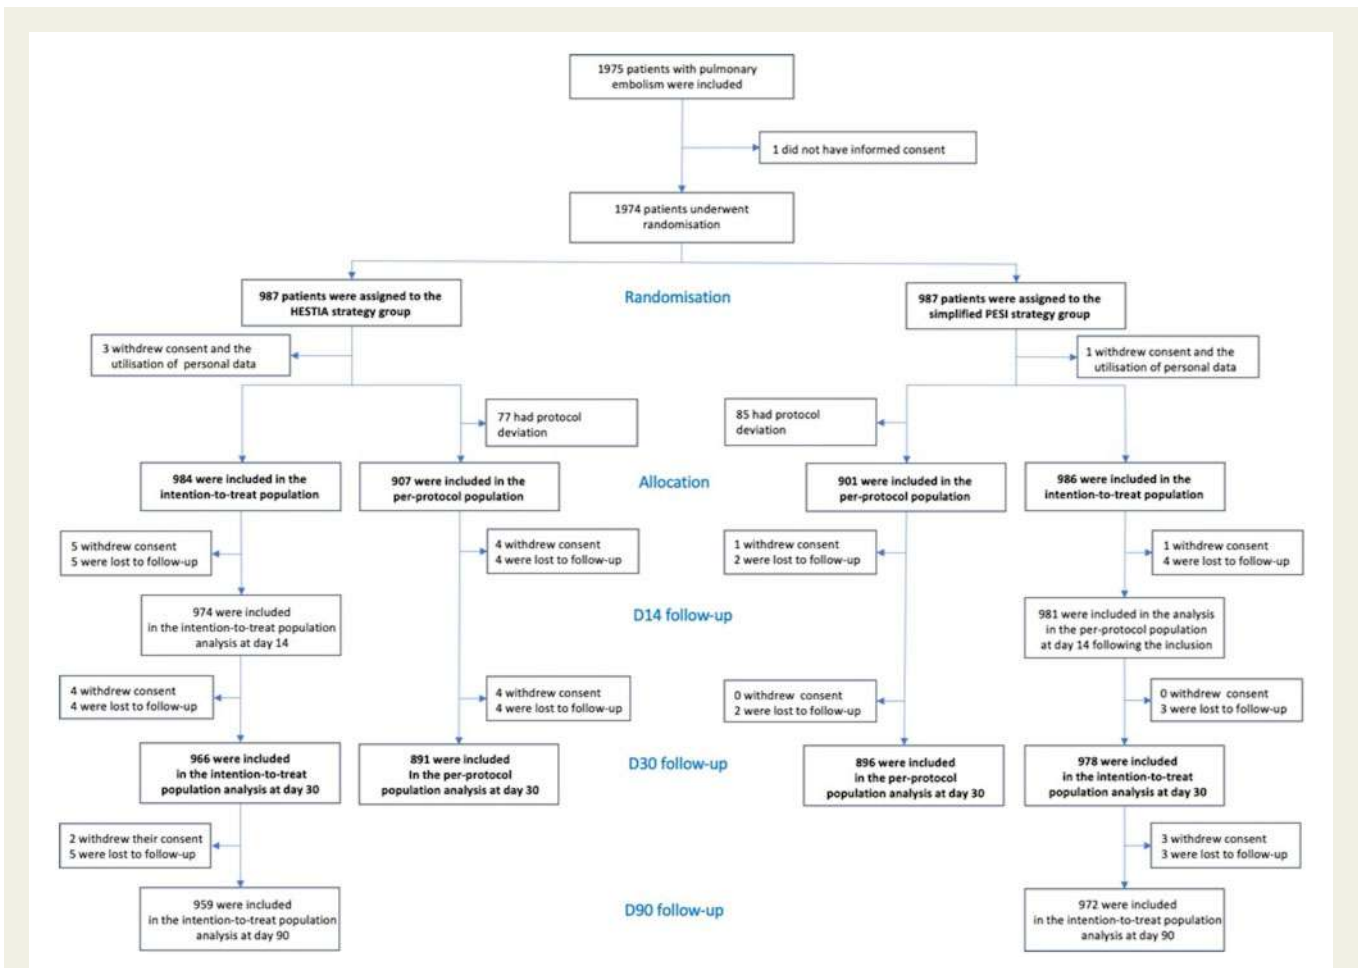 1975 patients with pulmonary
embolism were included
1 did not have informed consent
1974 patients underwent
randomisation
987 patients were assigned to the
HESTIA strategy group
Randomisation
987 patients were assigned to the
simplified PESI strategy group
3 withdrew consent and the
utilisation of personal data
1 withdrew consent and the
utilisation of personal data
77 had protocol
deviation
85 had protocol
deviation
984 were included in the
intention-to-treat population
907 were included in the
per-protocol population
Allocation
901 were included in the
per-protocol population
986 were included in the
intention-to-treat population
5 withdrew consent
5 were lost to follow-up
4 withdrew consent
4 were lost to follow-up
1 withdrew consent
2 were lost to follow-up
1 withdrew consent
4 were lost to follow-up
974 were included
in the intention-to-treat population
analysis at day 14
D14 follow-up
981 were included in the analysis
in the per-protocol population
at day 14 following the inclusion
4 withdrew consent
4 were lost to follow-up
4 withdrew consent
4 were lost to follow-up
0 withdrew consent
2 were lost to follow-up
0 withdrew consent
3 were lost to follow-up
966 were included
in the intention-to-treat
population analysis at day 30
891 were included
In the per-protocol
population analysis at day 30
D30 follow-up
896 were included
in the per-protocol
population analysis at day 30
978 were included
in the intention-to-treat
population analysis at day 30
2 withdrew their consent
5 were lost to follow-up
3 withdrew consent
3 were lost to follow-up
959 were included
in the intention-to-treat population
analysis at day 90
D90 follow-up
972 were included
in the intention-to-treat population
analysis at day 90